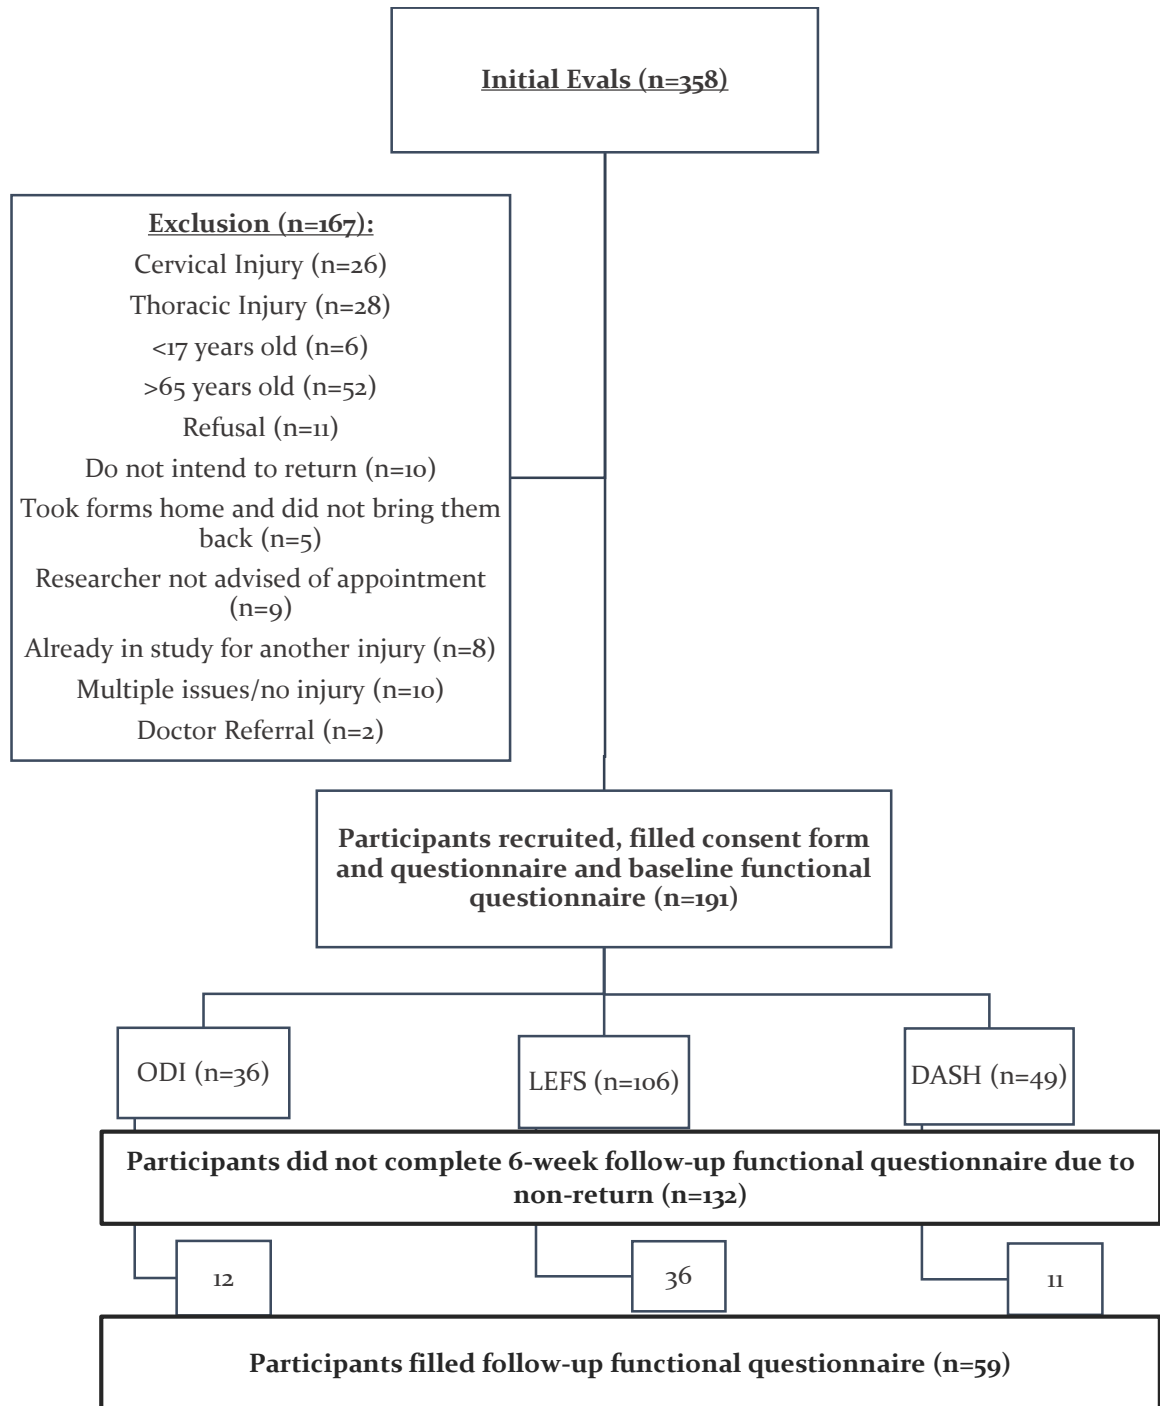 Initial Evals (n=358)
Exclusion (n=167):
Cervical Injury (n=26)
Thoracic Injury (n=28)
<17 years old (n=6)
>65 years old (n=52)
Refusal (n=11)
Do not intend to return (n=10)
Took forms home and did not bring them
back (n=5)
Researcher not advised of appointment
(n=9)
Already in study for another injury (n=8)
Multiple issues/no injury (n=10)
Doctor Referral (n=2)
Participants recruited, filled consent form
and questionnaire and baseline functional
questionnaire (n=191)
ODI (n=36)
LEFS (n=106)
DASH (n=49)
Participants did not complete 6-week follow-up functional questionnaire due to
non-return (n=132)
12
36
11
Participants filled follow-up functional questionnaire (n=59)